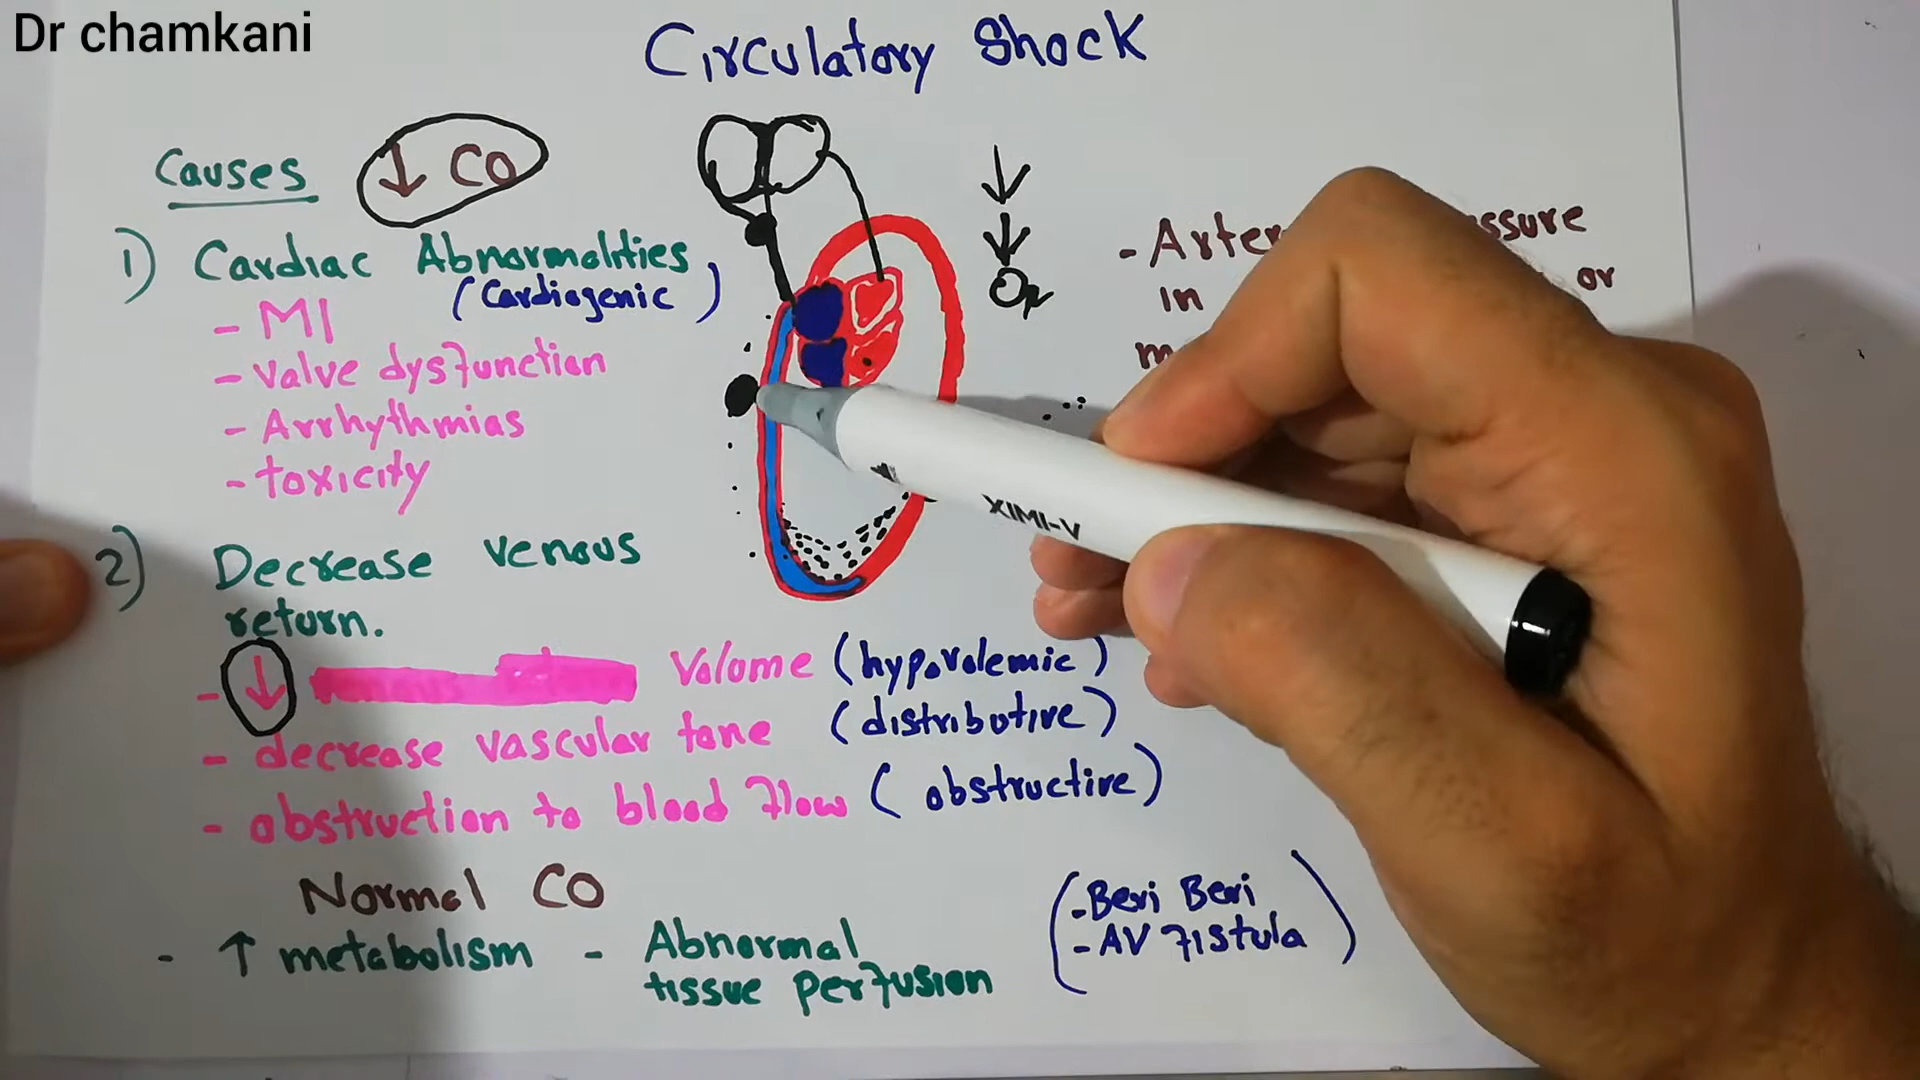 Dr chamkani
Circulatory Shock
Causes ↓ CO
1) Cardiac Abnormalities
(Cardiogenic)
- MI
- Valve dysfunction
- Arrhythmias
- toxicity
2) Decrease venous
return.
- ↓ Volume (hypovolemic)
- decrease vascular tone (distributive)
- obstruction to blood flow (obstructive)
Normal CO
- ↑ metabolism - Abnormal
tissue perfusion
(- Beri Beri
- AV fistula)
↓
↓
O₂
in or
XIMI-V